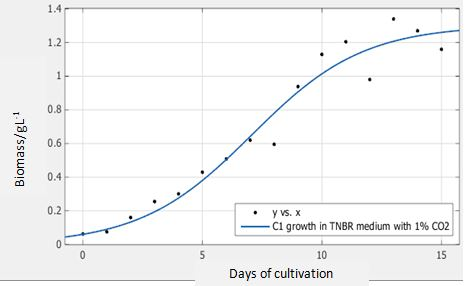 1.4
1.2
1
0.8
0.6
0.4
0.2
0
Biomass/gL⁻¹
y vs. x
C1 growth in TNBR medium with 1% CO2
0 5 10 15
Days of cultivation